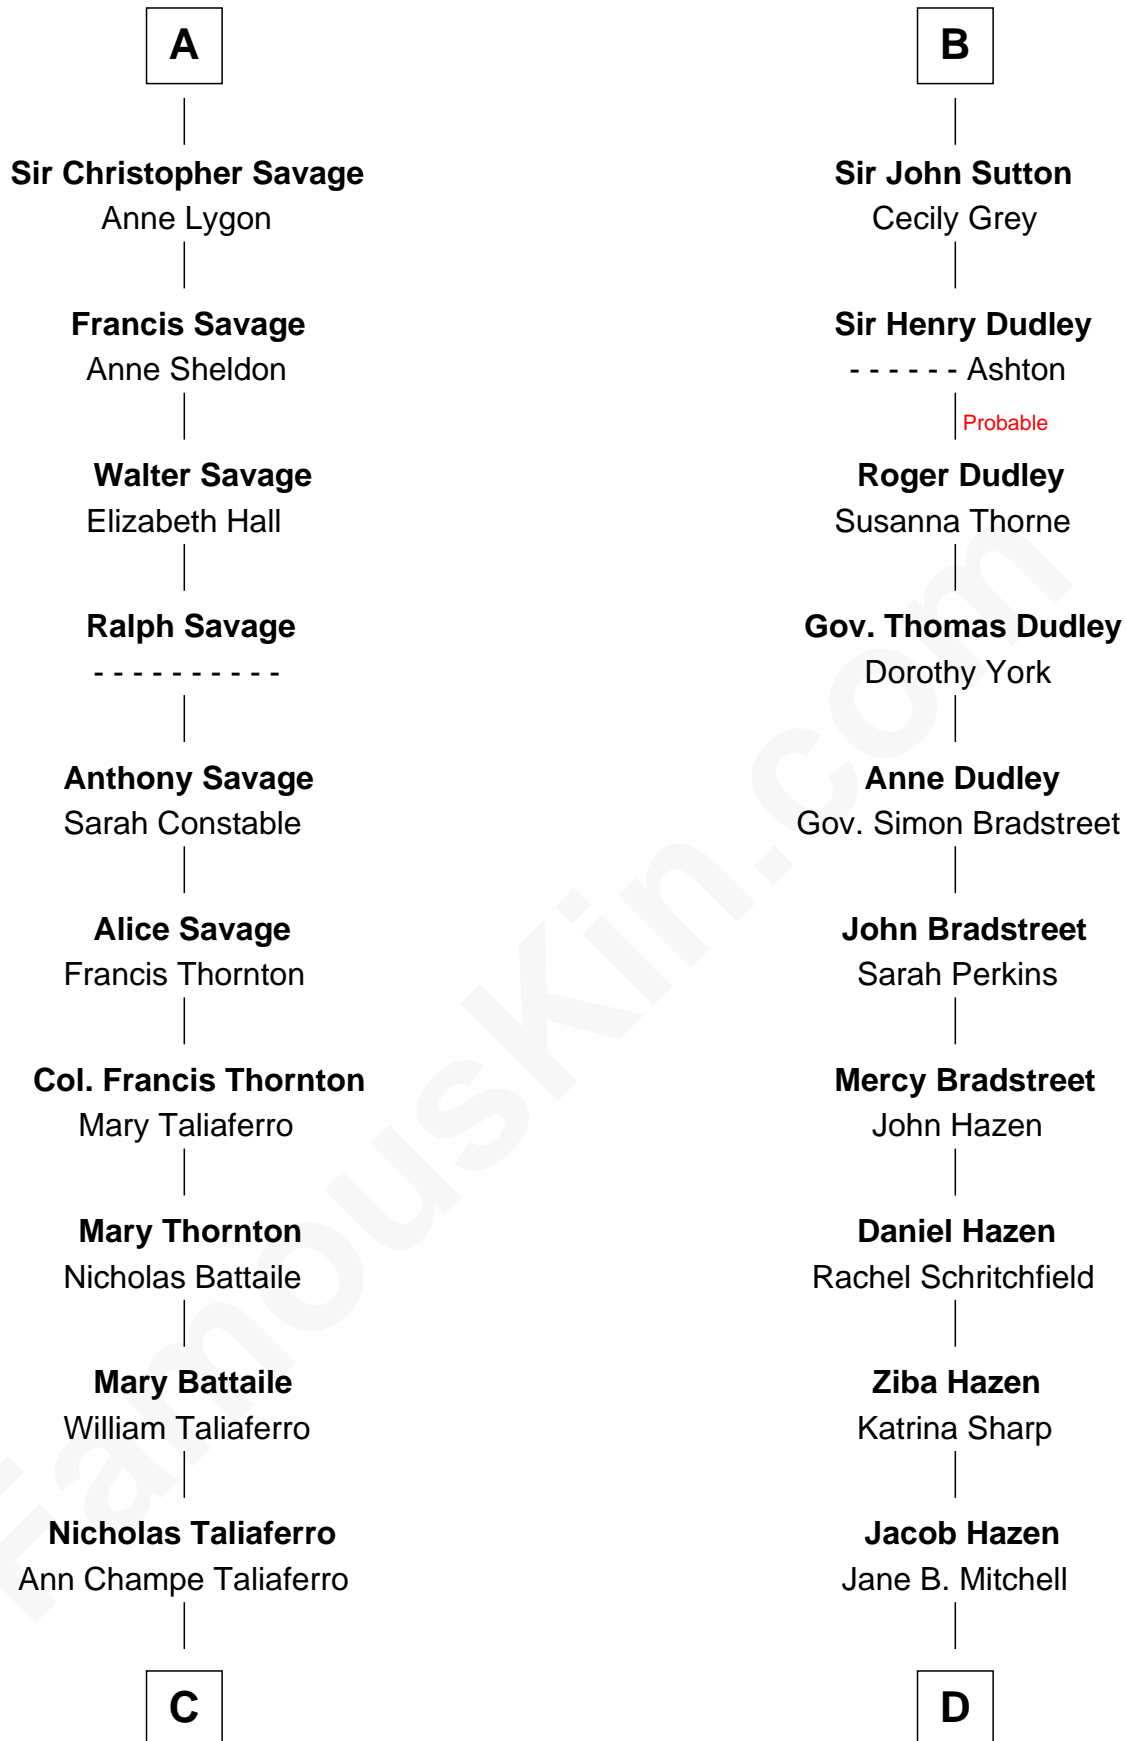 A
Sir Christopher Savage
Anne Lygon
Francis Savage
Anne Sheldon
Walter Savage
Elizabeth Hall
Ralph Savage
- - - - - - - - - -
Anthony Savage
Sarah Constable
Alice Savage
Francis Thornton
Col. Francis Thornton
Mary Taliaferro
Mary Thornton
Nicholas Battaile
Mary Battaile
William Taliaferro
Nicholas Taliaferro
Ann Champe Taliaferro
C
B
Sir John Sutton
Cecily Grey
Sir Henry Dudley
- - - - - - Ashton
Probable
Roger Dudley
Susanna Thorne
Gov. Thomas Dudley
Dorothy York
Anne Dudley
Gov. Simon Bradstreet
John Bradstreet
Sarah Perkins
Mercy Bradstreet
John Hazen
Daniel Hazen
Rachel Schritchfield
Ziba Hazen
Katrina Sharp
Jacob Hazen
Jane B. Mitchell
D
FamousKin.com